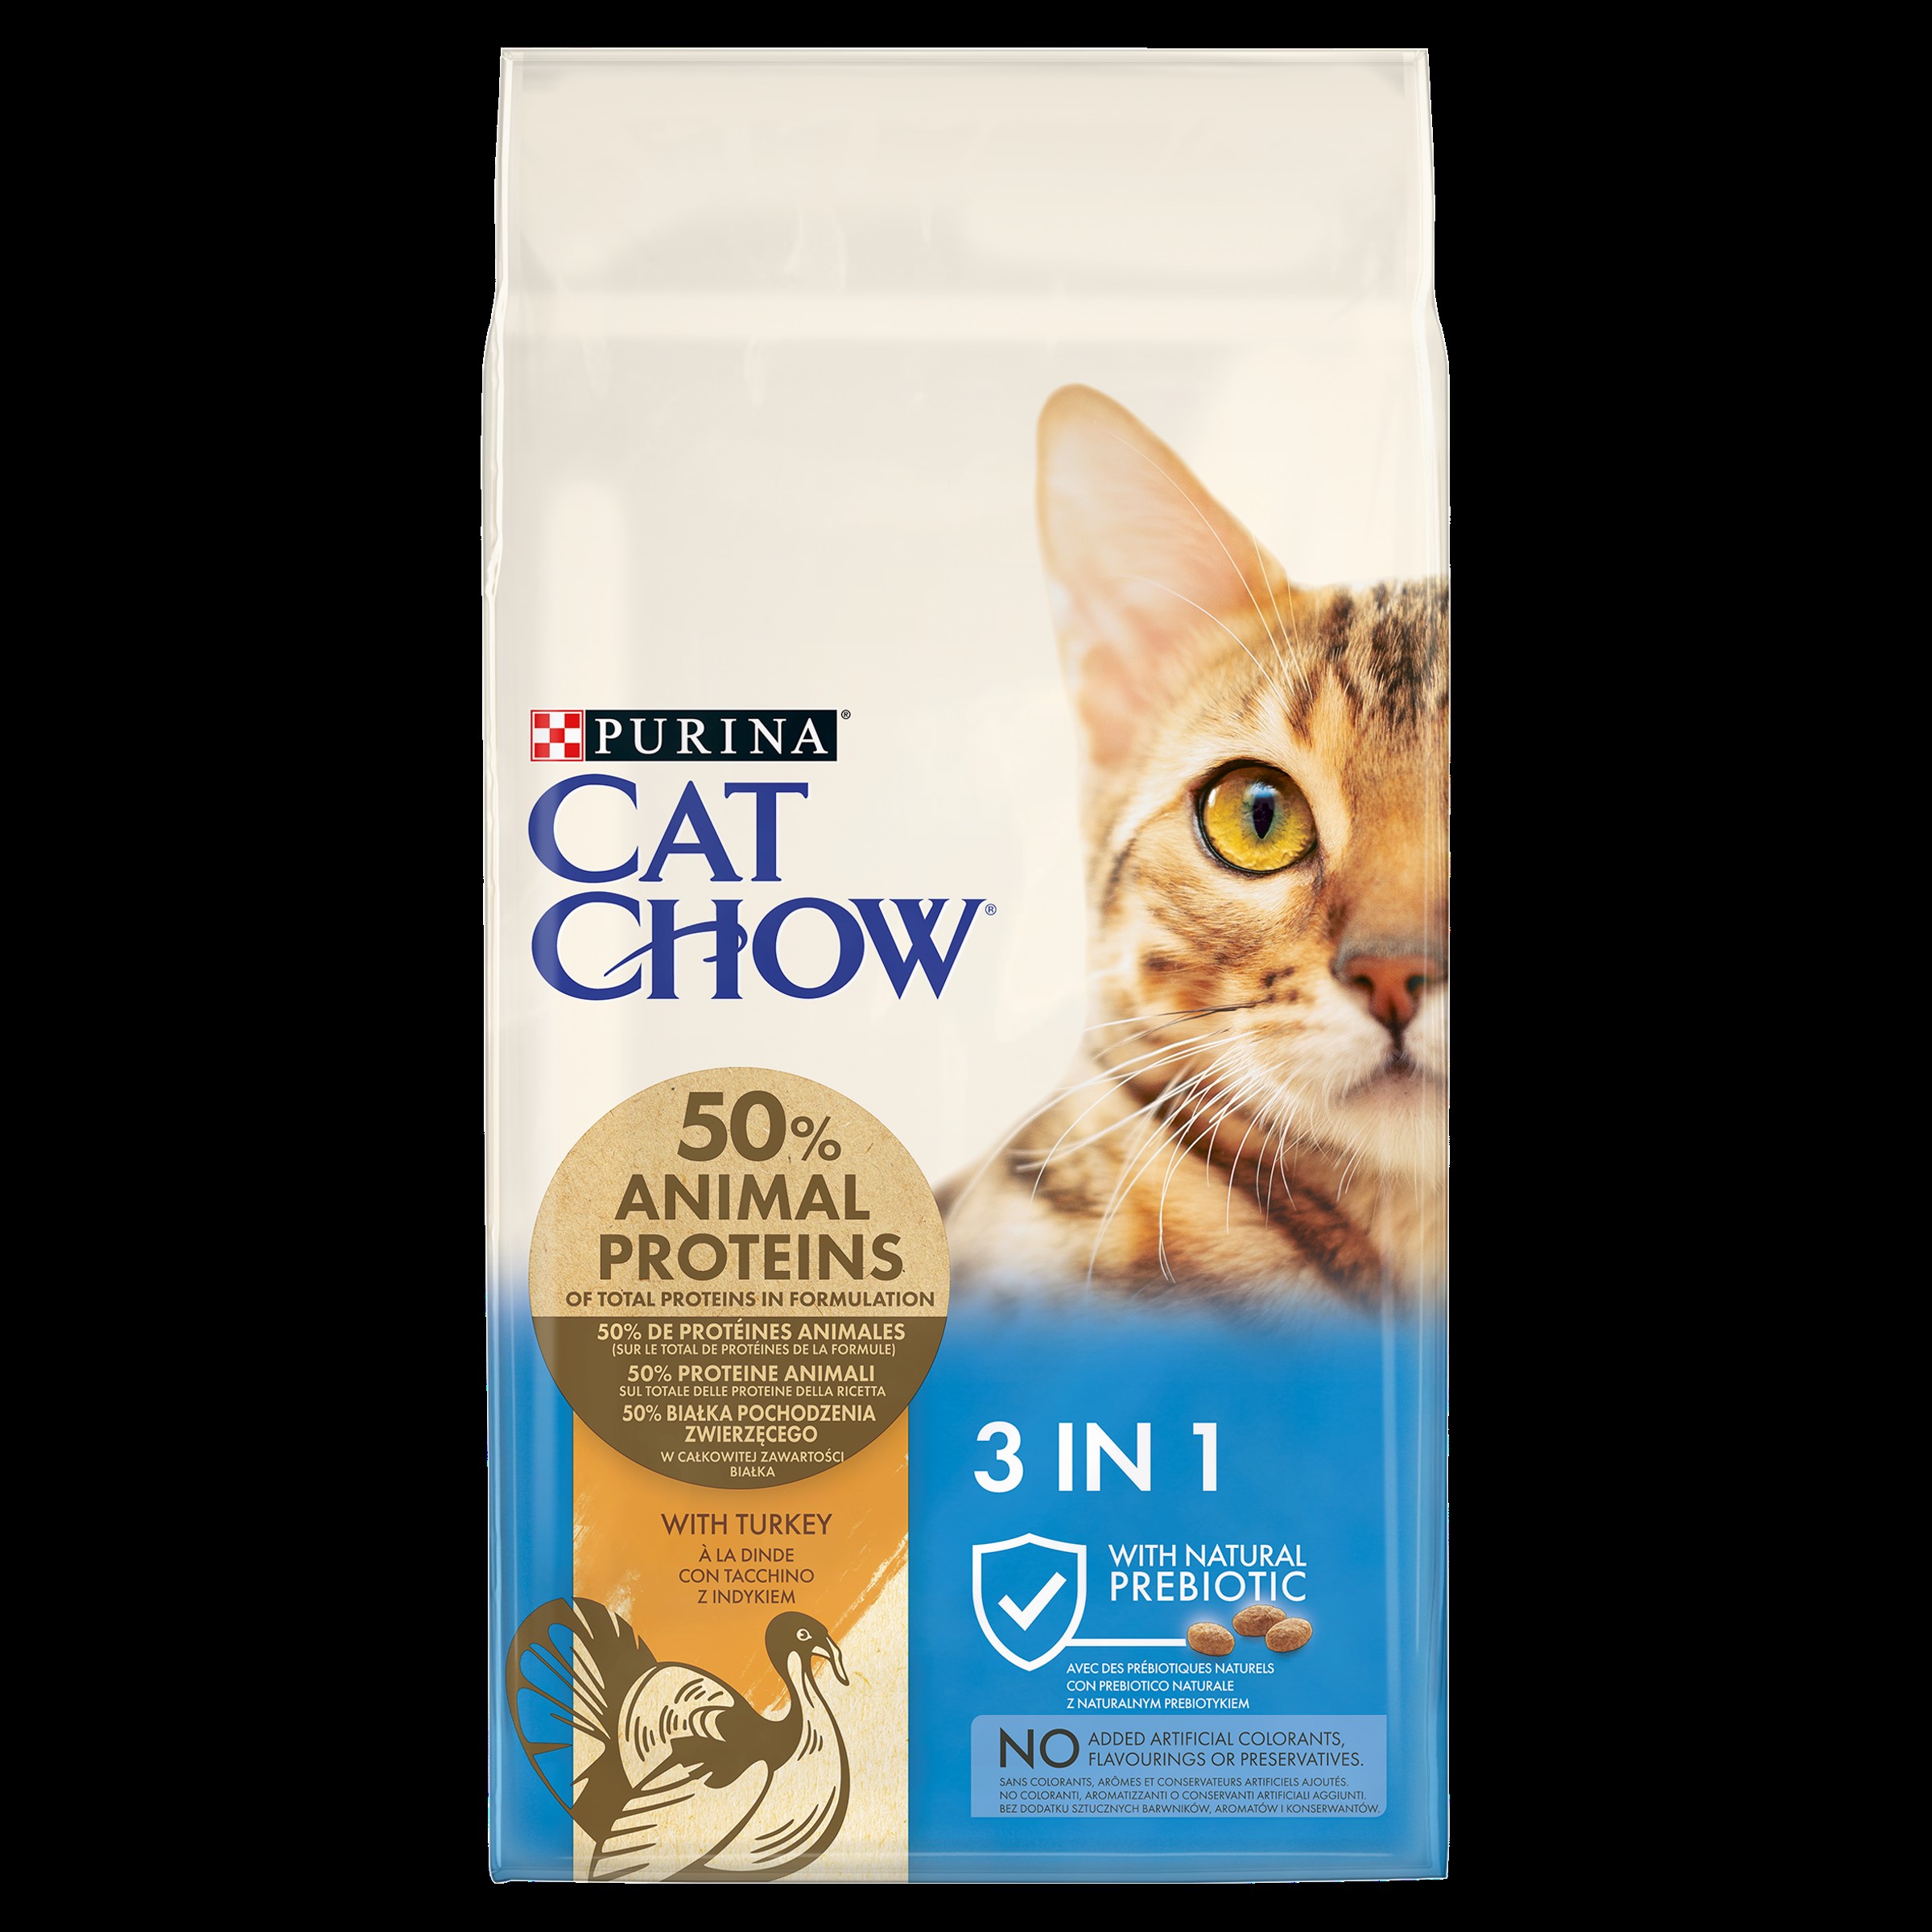 PURINA®
CAT
CHOW®
50%
ANIMAL
PROTEINS
OF TOTAL PROTEINS IN FORMULATION
50% DE PROTÉINES ANIMALES
(SUR LE TOTAL DE PROTÉINES DE LA FORMULE)
50% PROTEINE ANIMALI
SUL TOTALE DELLE PROTEINE DELLA RICETTA
50% BIAŁKA POCHODZENIA
ZWIERZĘCEGO
W CAŁKOWITEJ ZAWARTOŚCI
BIAŁKA
WITH TURKEY
À LA DINDE
CON TACCHINO
Z INDYKIEM
3 IN 1
WITH NATURAL
PREBIOTIC
AVEC DES PRÉBIOTIQUES NATURELS
CON PREBIOTICO NATURALE
Z NATURALNYM PREBIOTYKIEM
NO ADDED ARTIFICIAL COLORANTS,
FLAVOURINGS OR PRESERVATIVES.
SANS COLORANTS, ARÔMES ET CONSERVATEURS ARTIFICIELS AJOUTÉS.
NO COLORANTI, AROMATIZZANTI O CONSERVANTI ARTIFICIALI AGGIUNTI.
BEZ DODATKU SZTUCZNYCH BARWNIKÓW, AROMATÓW I KONSERWANTÓW.